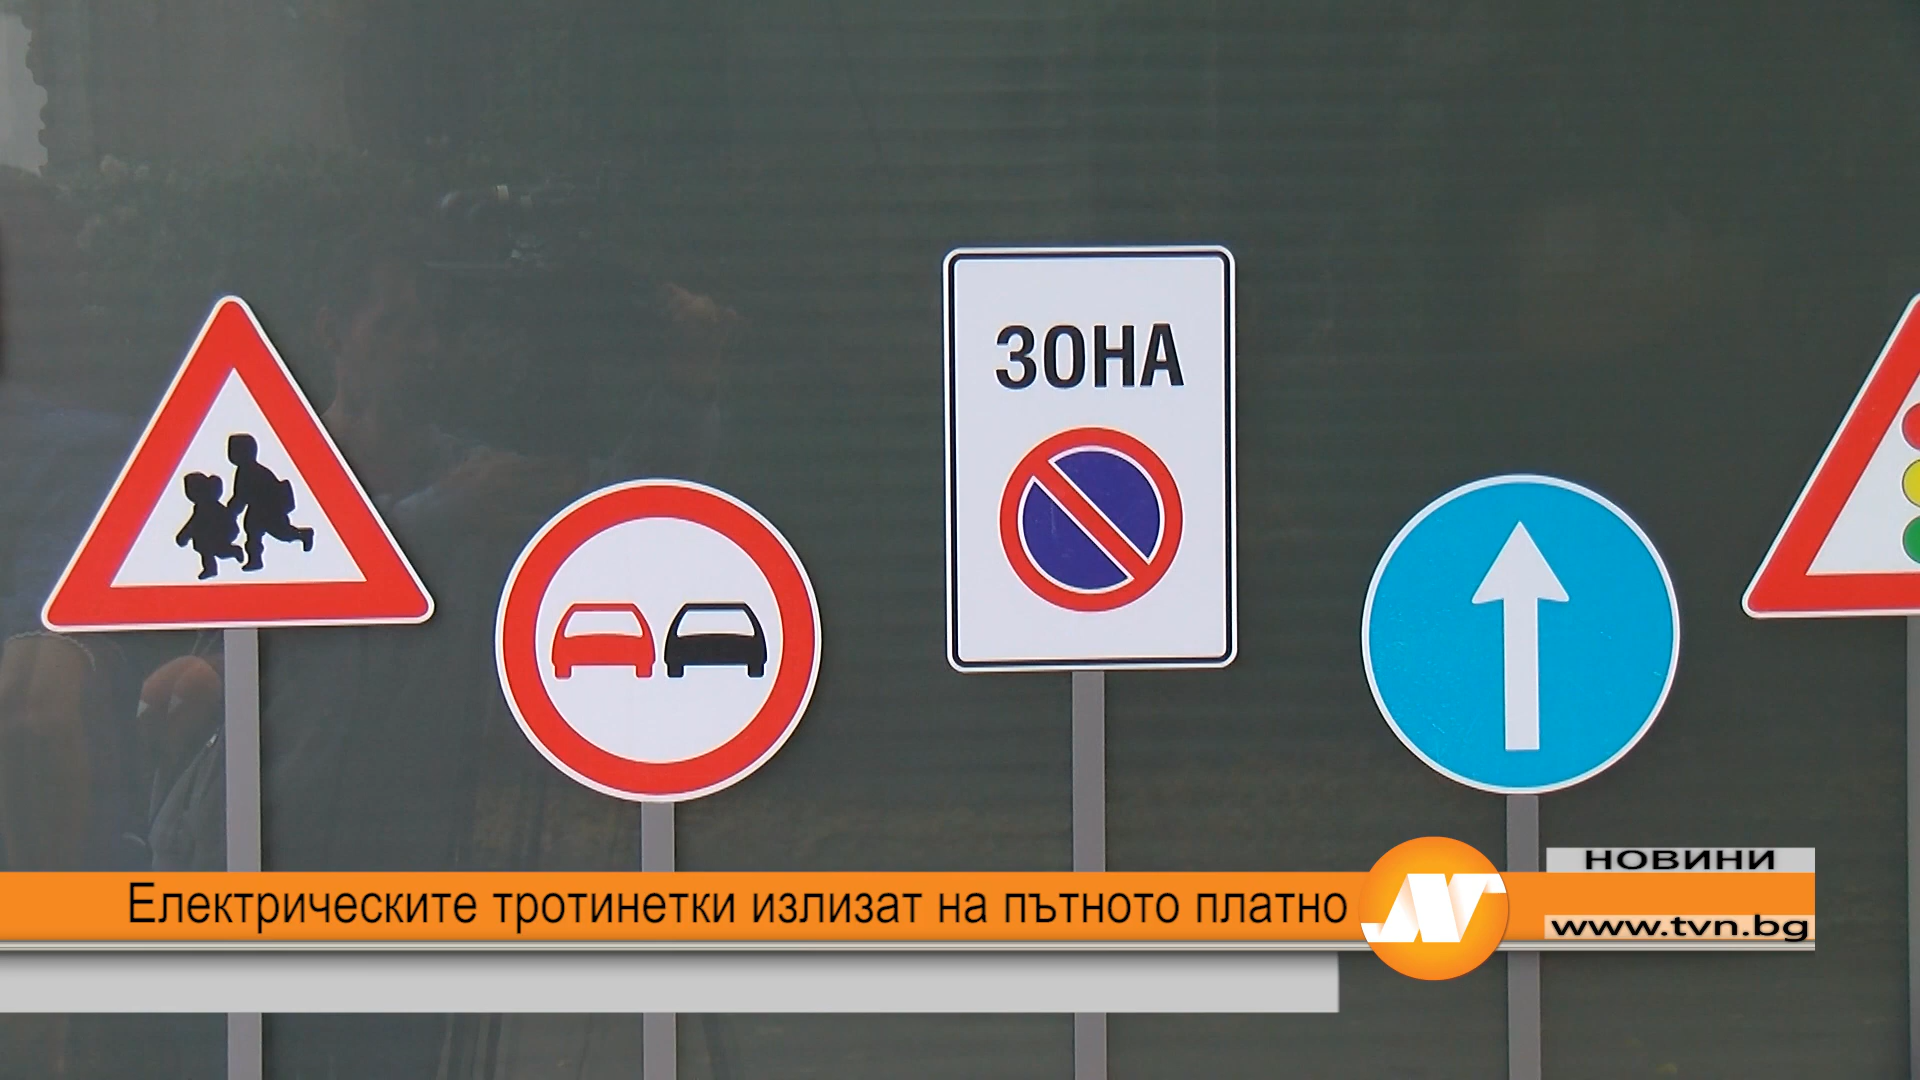 ЗОНА
НОВИНИ
Електрическите тротинетки излизат на пътното платно
www.tvn.bg